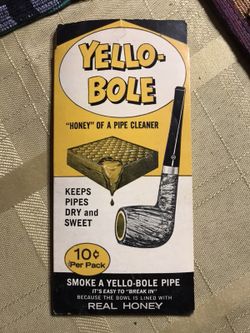 YELLO-
BOLE
"HONEY" OF A PIPE CLEANER
KEEPS
PIPES
DRY and
SWEET
10¢
Per Pack
SMOKE A YELLO-BOLE PIPE
IT'S EASY TO "BREAK IN"
BECAUSE THE BOWL IS LINED WITH
REAL HONEY